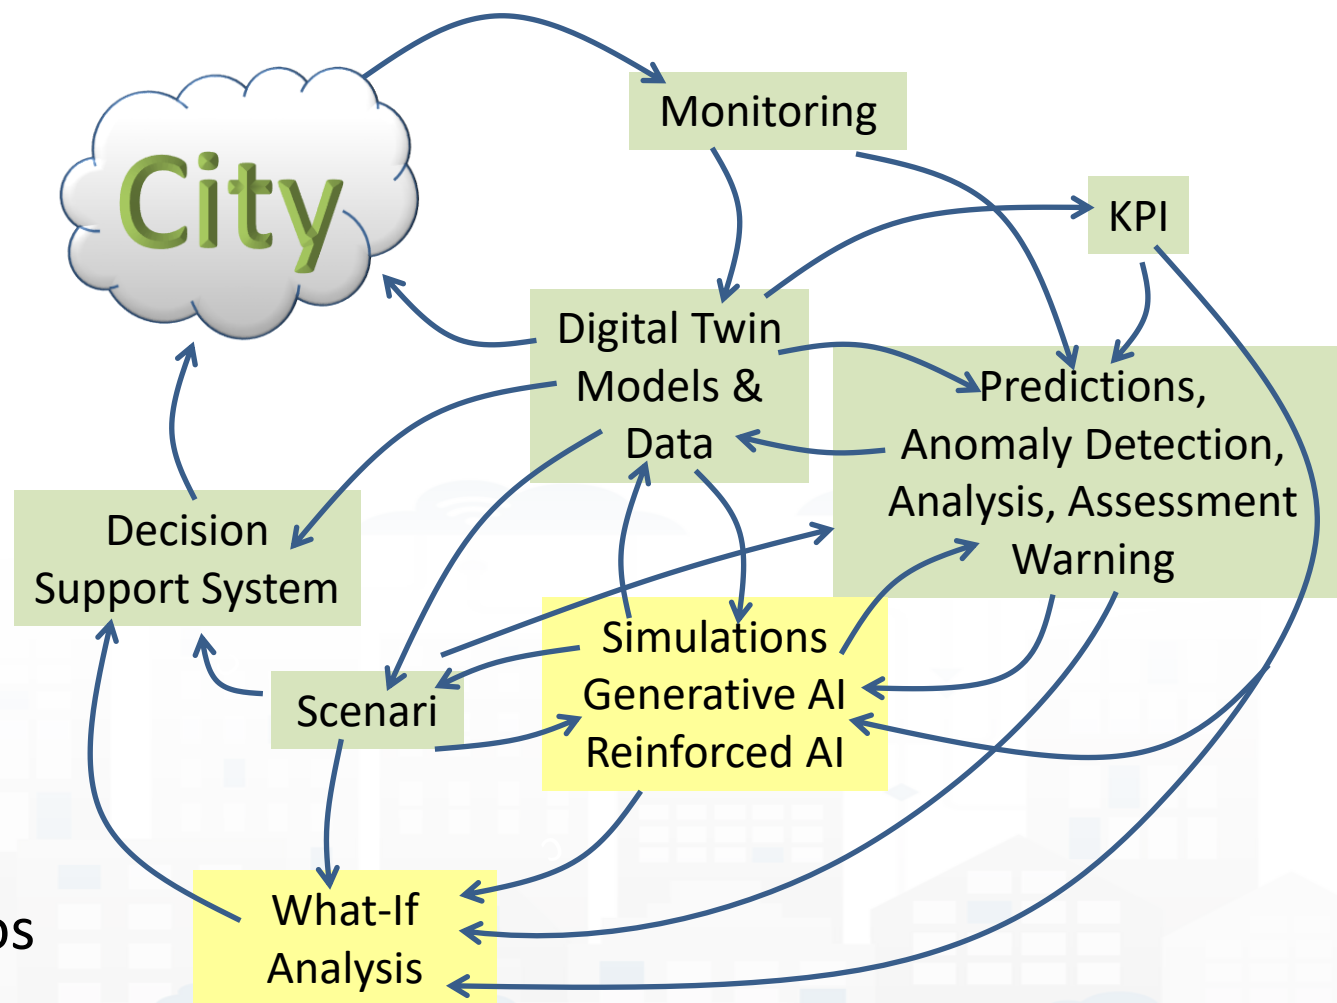 City
Monitoring
KPI
Digital Twin
Models &
Data
Predictions,
Anomaly Detection,
Analysis, Assessment
Warning
Decision
Support System
Simulations
Generative AI
Reinforced AI
Scenari
What-If
Analysis